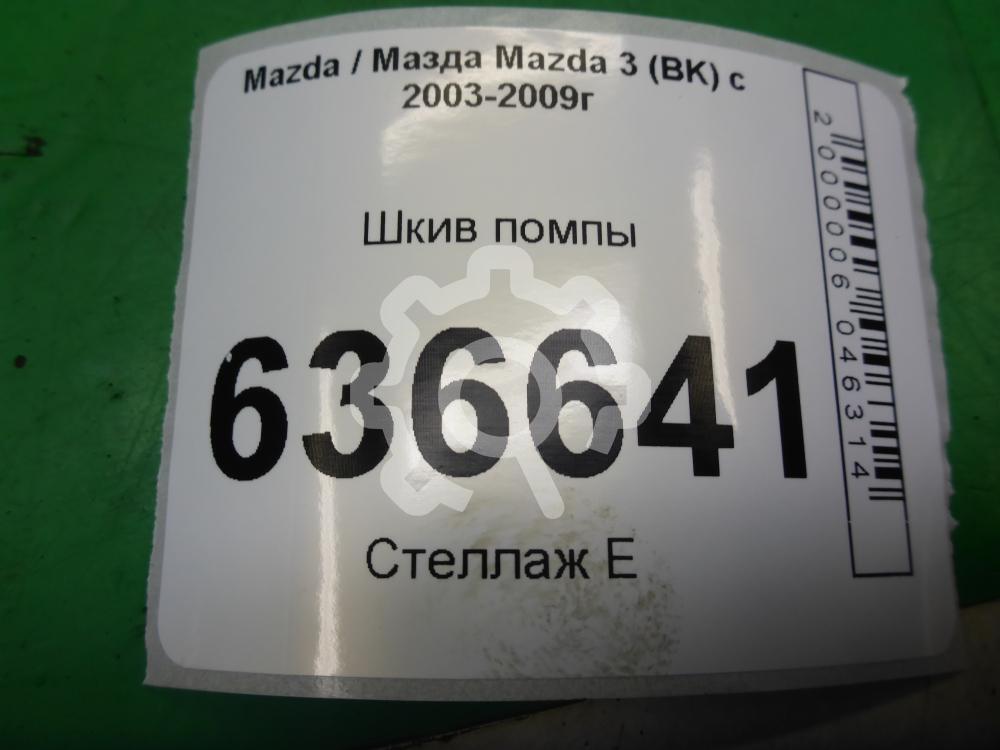 Mazda / Мазда Mazda 3 (BK) с
2003-2009г
Шкив помпы
636641
Стеллаж Е
2000006046314